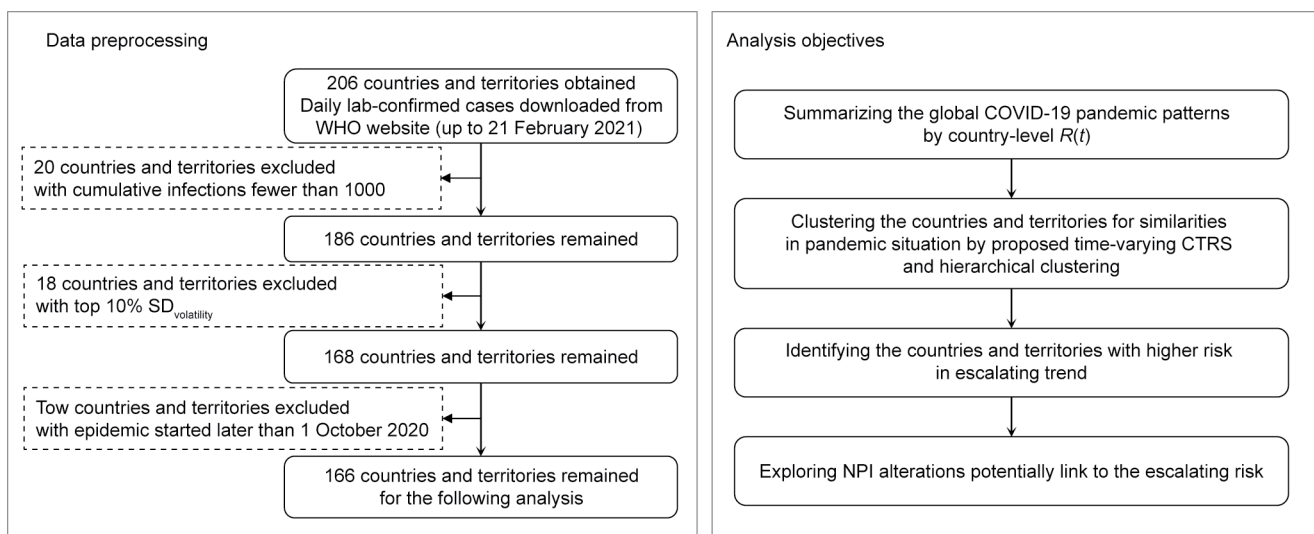 Data preprocessing
206 countries and territories obtained
Daily lab-confirmed cases downloaded from
WHO website (up to 21 February 2021)
20 countries and territories excluded
with cumulative infections fewer than 1000
186 countries and territories remained
18 countries and territories excluded
with top 10% SDvolatility
168 countries and territories remained
Tow countries and territories excluded
with epidemic started later than 1 October 2020
166 countries and territories remained
for the following analysis
Analysis objectives
Summarizing the global COVID-19 pandemic patterns
by country-level R(t)
Clustering the countries and territories for similarities
in pandemic situation by proposed time-varying CTRS
and hierarchical clustering
Identifying the countries and territories with higher risk
in escalating trend
Exploring NPI alterations potentially link to the escalating risk